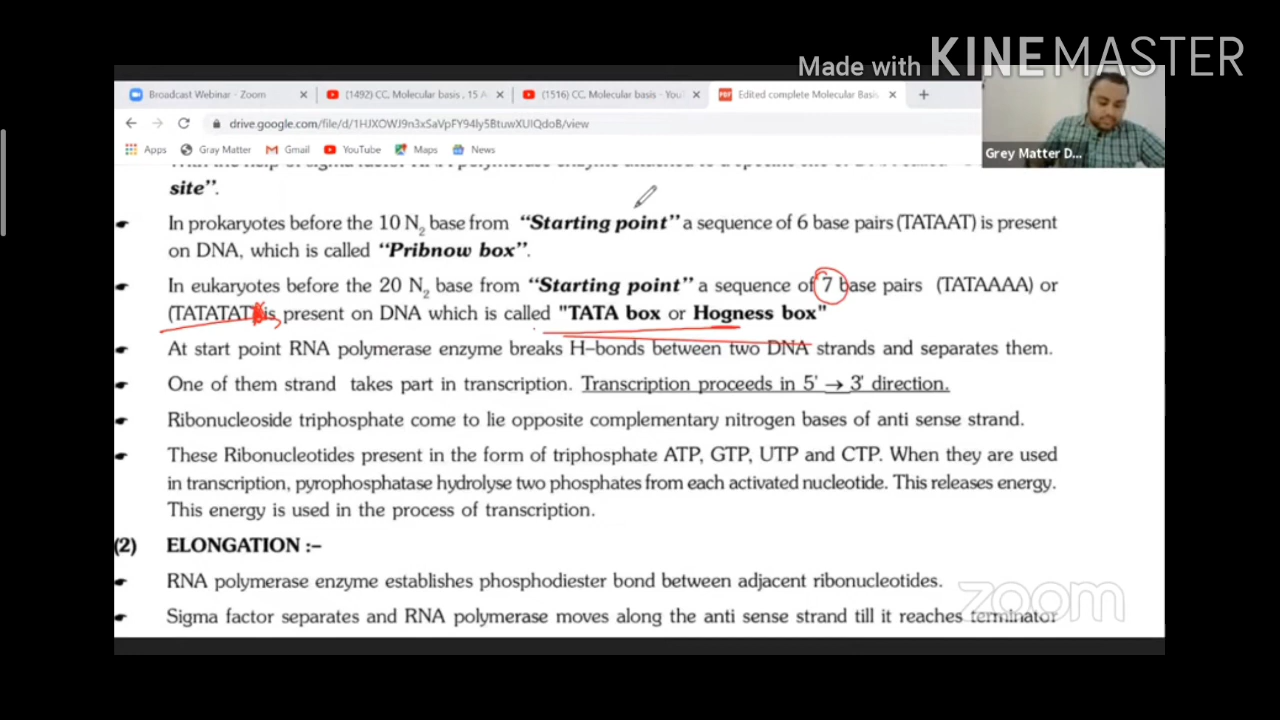 Made with KINEMASTER
Broadcast Webinar - Zoom
(1492) CC, Molecular basis , 15 A
(1516) CC, Molecular basis - You
Edited complete Molecular Basis
drive.google.com/file/d/1HJXOWJ9n3xSaVpFY94ly5BtuwXUIQdoB/view
Apps Gray Matter Gmail YouTube Maps News
Grey Matter D...
site”.
In prokaryotes before the 10 N2 base from “Starting point” a sequence of 6 base pairs (TATAAT) is present
on DNA, which is called “Pribnow box”.
In eukaryotes before the 20 N2 base from “Starting point” a sequence of 7 base pairs (TATAAAA) or
(TATATAT) is present on DNA which is called "TATA box or Hogness box"
At start point RNA polymerase enzyme breaks H–bonds between two DNA strands and separates them.
One of them strand takes part in transcription. Transcription proceeds in 5' → 3' direction.
Ribonucleoside triphosphate come to lie opposite complementary nitrogen bases of anti sense strand.
These Ribonucleotides present in the form of triphosphate ATP, GTP, UTP and CTP. When they are used
in transcription, pyrophosphatase hydrolyse two phosphates from each activated nucleotide. This releases energy.
This energy is used in the process of transcription.
(2) ELONGATION :–
RNA polymerase enzyme establishes phosphodiester bond between adjacent ribonucleotides.
zoom
Sigma factor separates and RNA polymerase moves along the anti sense strand till it reaches terminator